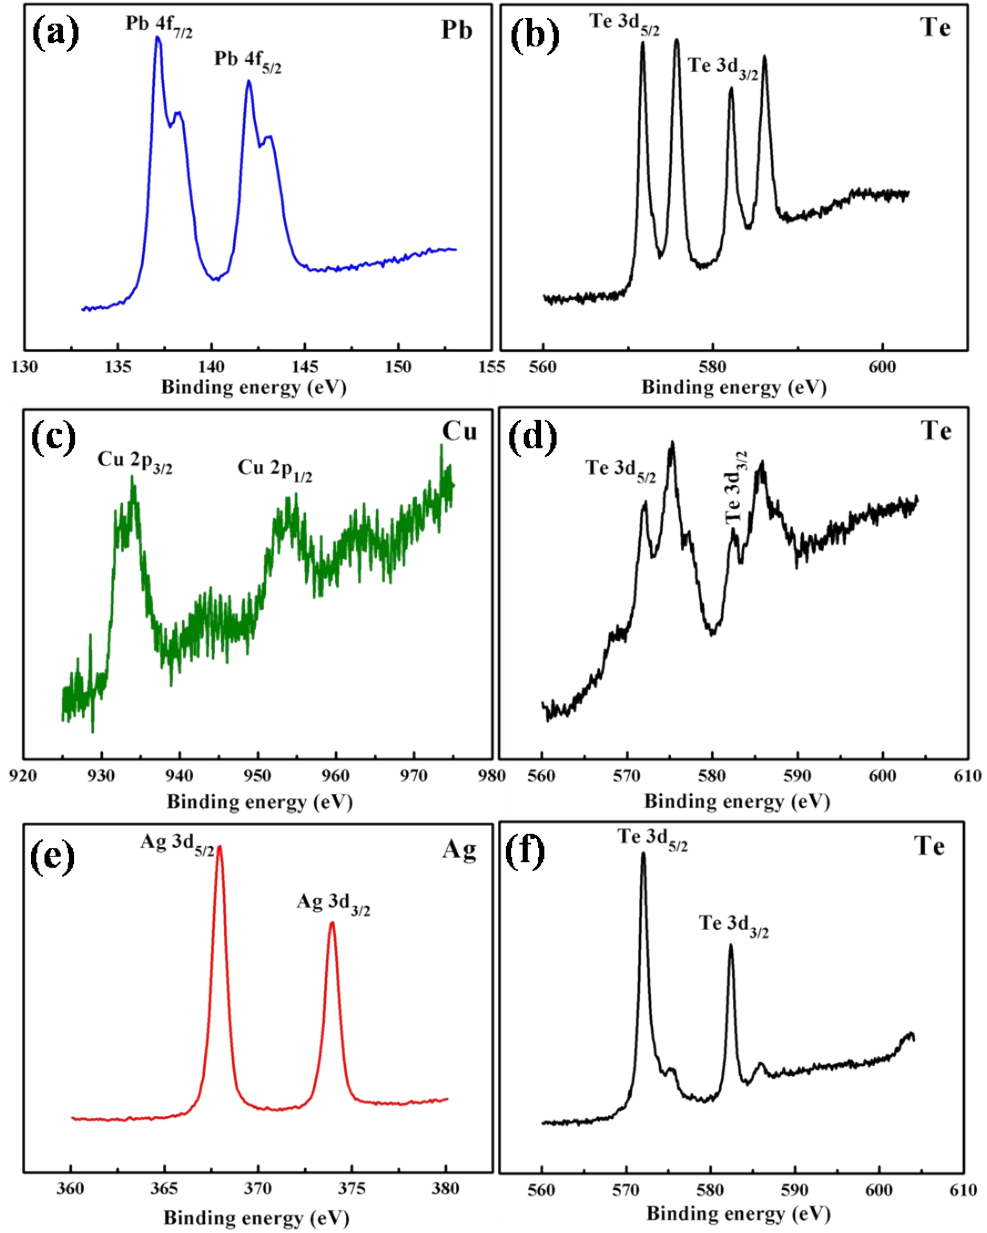 (a) Pb 4f7/2 Pb
Pb 4f5/2
130 135 140 145 150 155
Binding energy (eV)
(b) Te 3d5/2 Te
Te 3d3/2
560 580 600
Binding energy (eV)
(c) Cu
Cu 2p3/2 Cu 2p1/2
920 930 940 950 960 970 980
Binding energy (eV)
(d) Te
Te 3d5/2 Te 3d3/2
560 570 580 590 600 610
Binding energy (eV)
(e) Ag 3d5/2 Ag
Ag 3d3/2
360 365 370 375 380
Binding energy (eV)
(f) Te 3d5/2 Te
Te 3d3/2
560 570 580 590 600 610
Binding energy (eV)